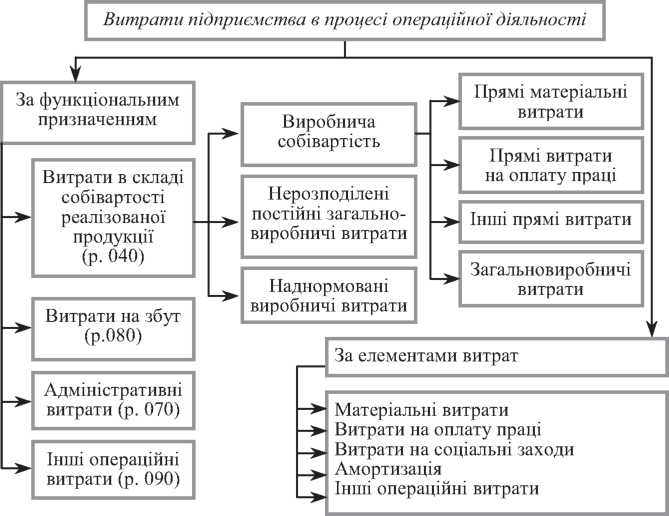 Витрати підприємства в процесі операційної діяльності
За функціональним
призначенням
Витрати в складі
собівартості
реалізованої
продукції
(р. 040)
Витрати на збут
(р.080)
Адміністративні
витрати (р. 070)
Інші операційні
витрати (р. 090)
Виробнича
собівартість
Нерозподілені
постійні загально-
виробничі витрати
Наднормовані
виробничі витрати
Прямі матеріальні
витрати
Прямі витрати
на оплату праці
Інші прямі витрати
Загальновиробничі
витрати
За елементами витрат
Матеріальні витрати
Витрати на оплату праці
Витрати на соціальні заходи
Амортизація
Інші операційні витрати